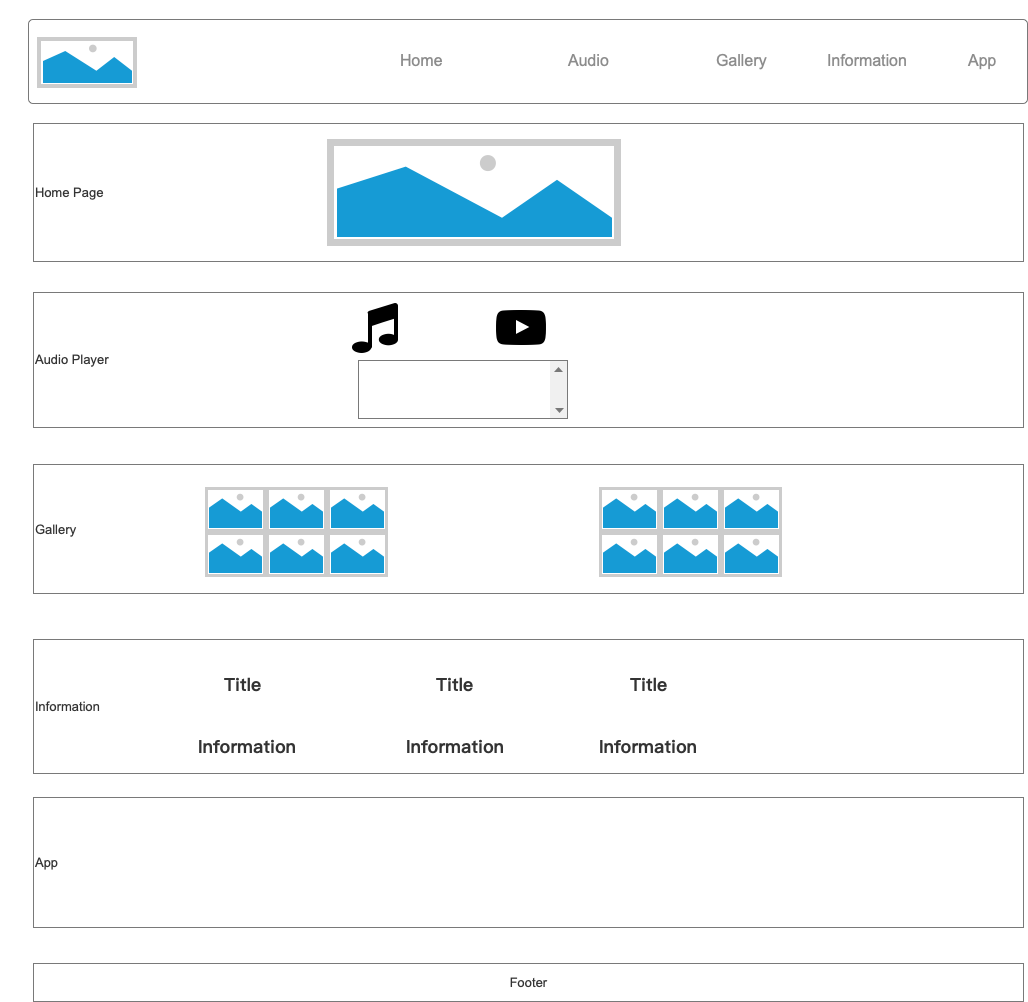 Home Audio Gallery Information App
Home Page
Audio Player
Gallery
Title Title Title
Information
Information Information Information
App
Footer